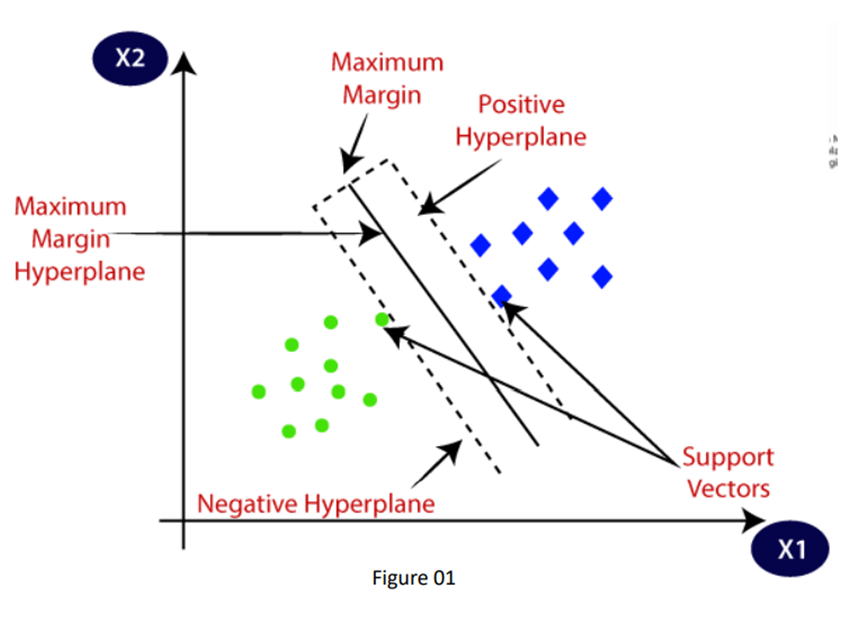 X2
Maximum
Margin
Positive
Hyperplane
Maximum
Margin
Hyperplane
Support
Vectors
Negative Hyperplane
X1
Figure 01